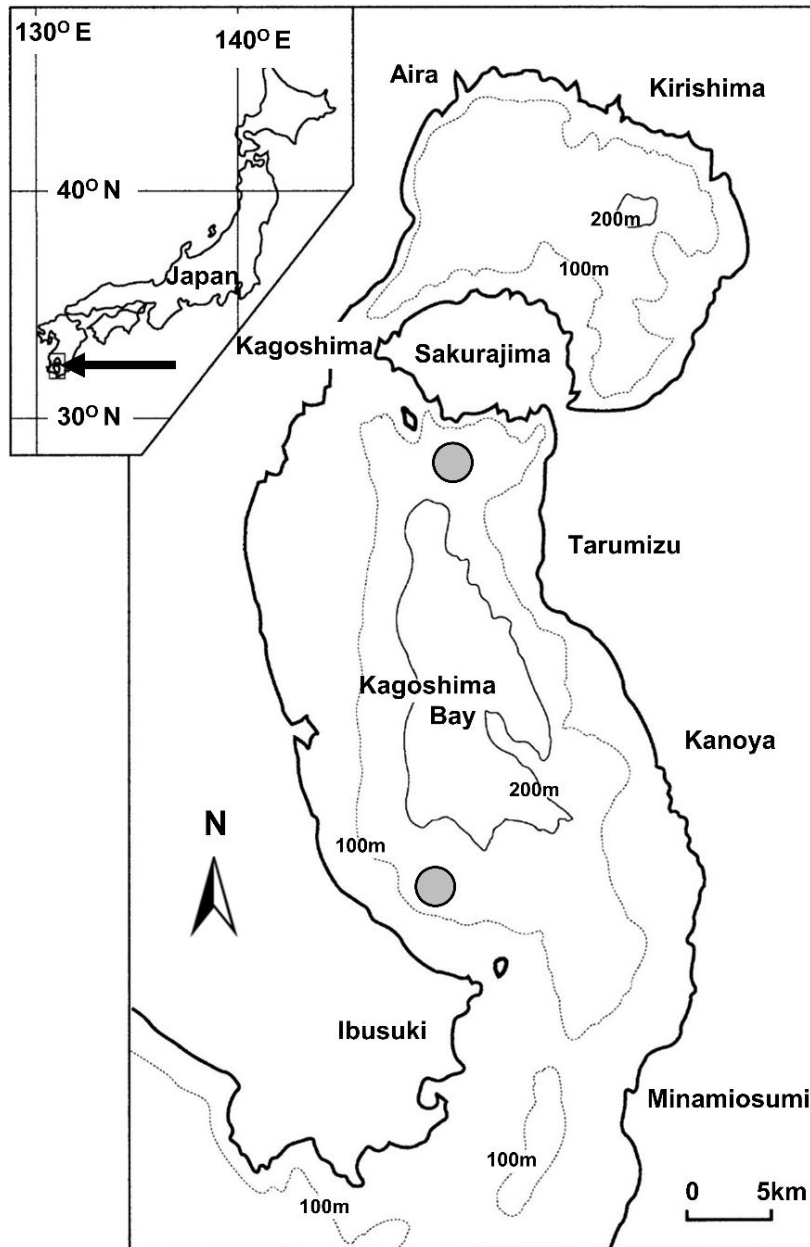 130° E
140° E
40° N
Japan
30° N
Aira
Kirishima
200m
100m
Kagoshima
Sakurajima
Tarumizu
Kagoshima
Bay
Kanoya
200m
N
100m
Ibusuki
Minamiosumi
100m
100m
0 5km